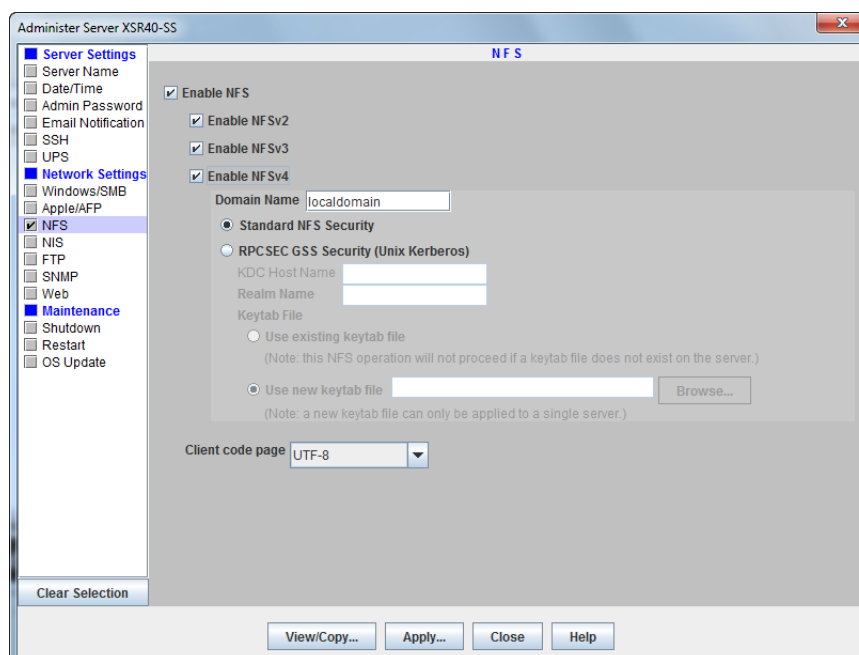 Administer Server XSR40-SS
Server Settings
Server Name
Date/Time
Admin Password
Email Notification
SSH
UPS
Network Settings
Windows/SMB
Apple/AFP
NFS
NIS
FTP
SNMP
Web
Maintenance
Shutdown
Restart
OS Update
Clear Selection
NFS
Enable NFS
Enable NFSv2
Enable NFSv3
Enable NFSv4
Domain Name localdomain
Standard NFS Security
RPCSEC GSS Security (Unix Kerberos)
KDC Host Name
Realm Name
Keytab File
Use existing keytab file
(Note: this NFS operation will not proceed if a keytab file does not exist on the server.)
Use new keytab file Browse...
(Note: a new keytab file can only be applied to a single server.)
Client code page UTF-8
View/Copy... Apply... Close Help